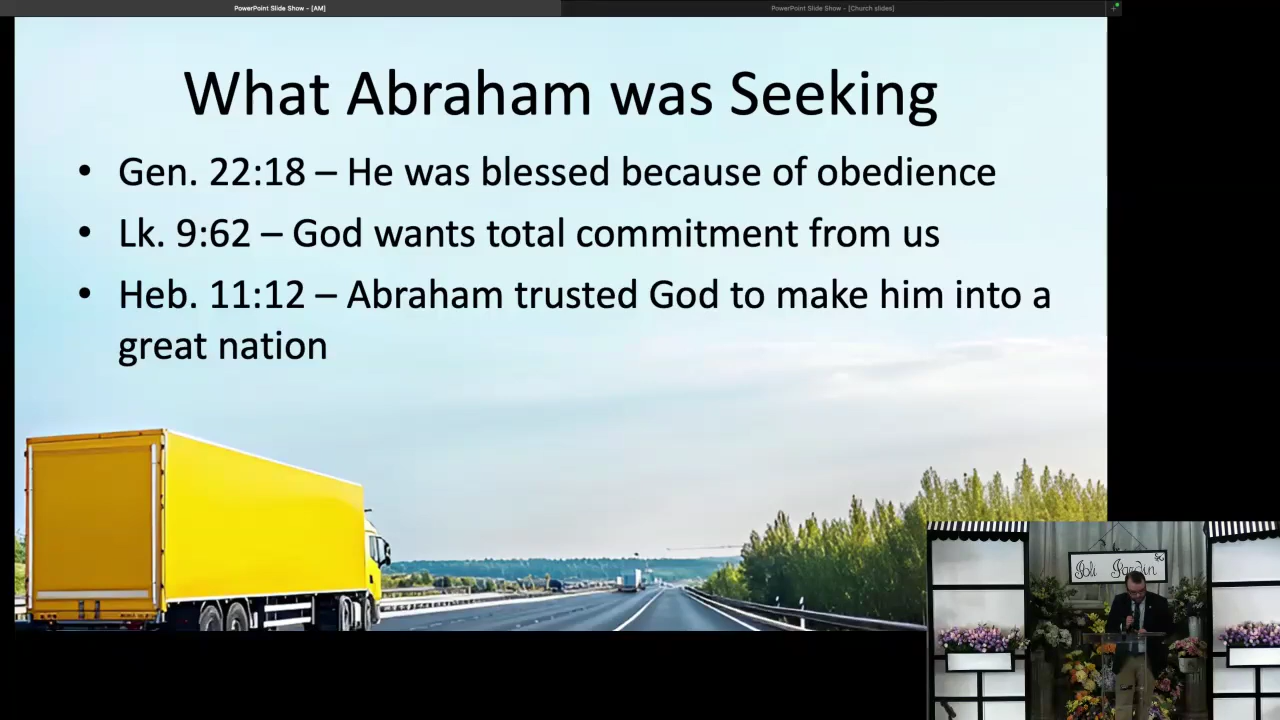 PowerPoint Slide Show - [AM]
PowerPoint Slide Show - [Church slides]
What Abraham was Seeking
• Gen. 22:18 – He was blessed because of obedience
• Lk. 9:62 – God wants total commitment from us
• Heb. 11:12 – Abraham trusted God to make him into a
great nation
Joli Jardin